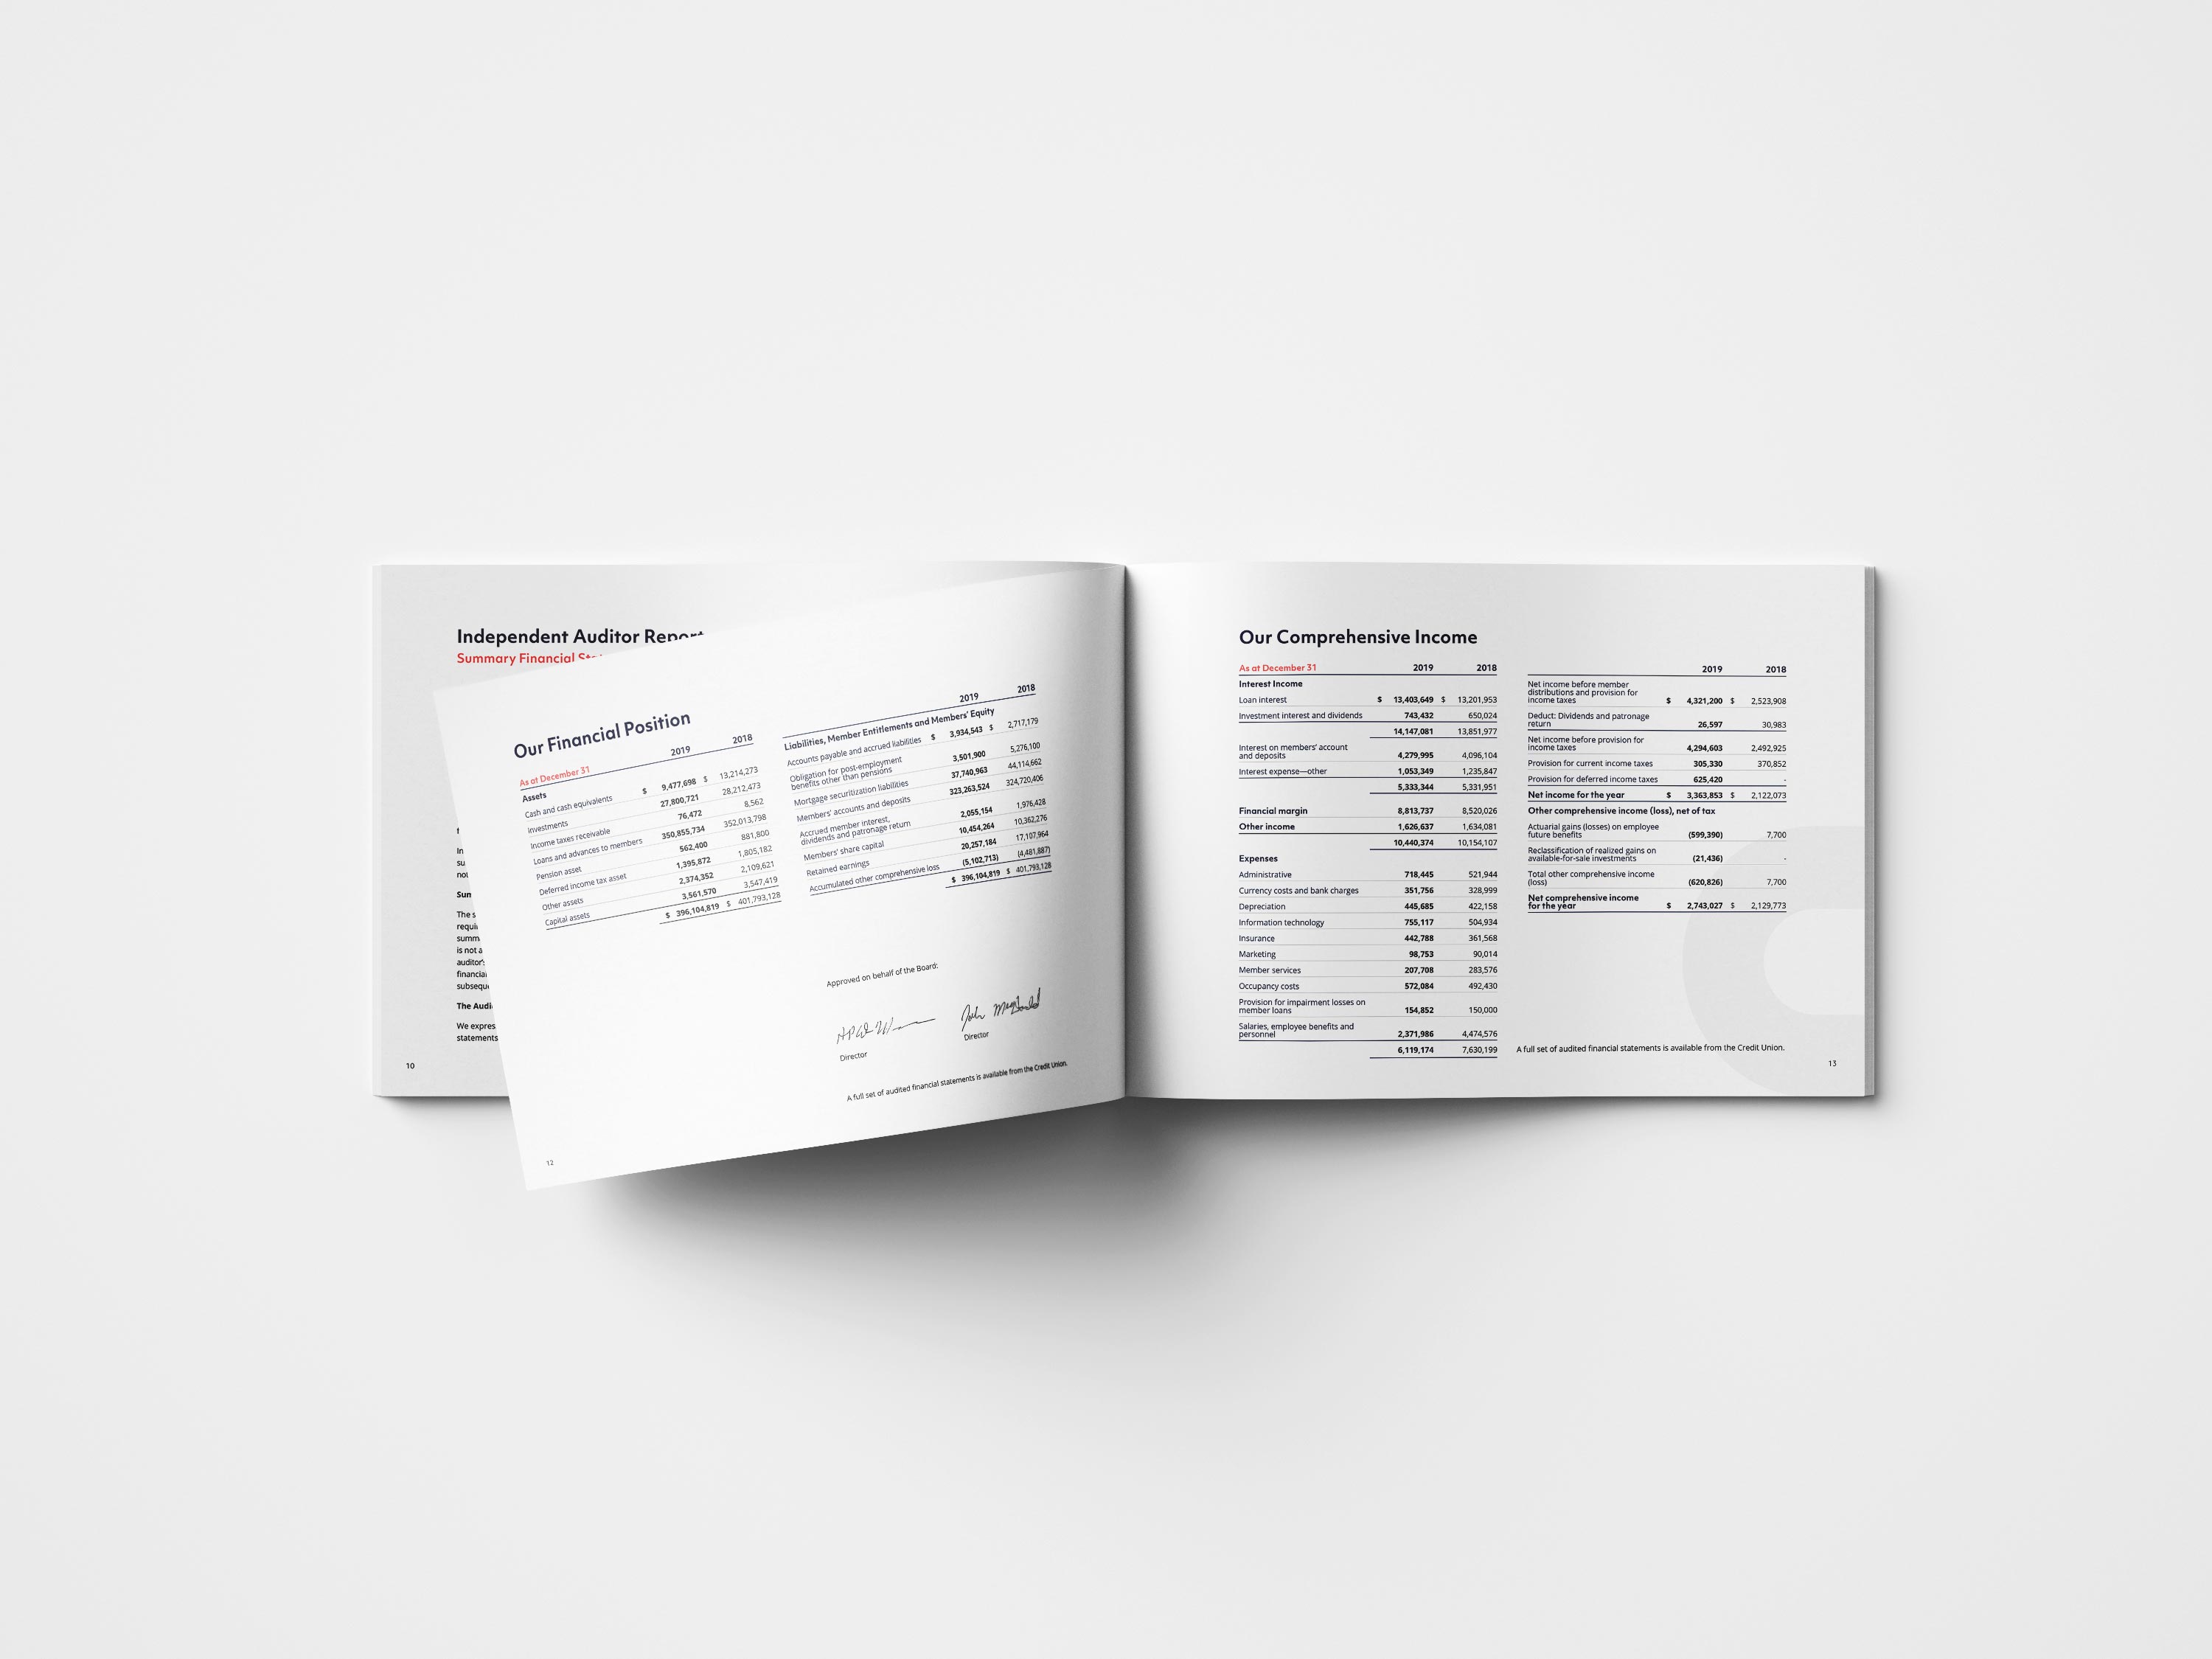 Independent Auditor Report
Summary Financial
In
su
Sum
The s
requi
summ
is not a
auditor's
financial
subsequ
The Audi
We expres
statements
10
Our Financial Position
As at December 31 2019 2018
Assets
Cash and cash equivalents $ 9,477,698 $ 13,214,273
Investments 27,800,721 28,212,473
Income taxes receivable 76,472 8,562
Loans and advances to members 350,855,734 352,013,798
Pension asset 562,400 881,800
Deferred income tax asset 1,395,872 1,805,182
Other assets 2,374,352 2,109,621
Capital assets 3,561,570 3,547,419
$ 396,104,819 $ 401,793,128
2019 2018
Liabilities, Member Entitlements and Members' Equity
Accounts payable and accrued liabilities $ 3,934,543 $ 2,717,179
Obligation for post-employment
benefits other than pensions 3,501,900 5,276,100
Mortgage securitization liabilities 37,740,963 44,114,662
Members' accounts and deposits 323,263,524 324,720,406
Accrued member interest,
dividends and patronage return 2,055,154 1,976,428
Members' share capital 10,454,264 10,362,276
Retained earnings 20,257,184 17,107,964
Accumulated other comprehensive loss (5,102,713) (4,481,887)
$ 396,104,819 $ 401,793,128
Approved on behalf of the Board:
Director
Director
A full set of audited financial statements is available from the Credit Union.
12
Our Comprehensive Income
As at December 31 2019 2018
Interest Income
Loan interest $ 13,403,649 $ 13,201,953
Investment interest and dividends 743,432 650,024
14,147,081 13,851,977
Interest on members' account
and deposits 4,279,995 4,096,104
Interest expense—other 1,053,349 1,235,847
5,333,344 5,331,951
Financial margin 8,813,737 8,520,026
Other income 1,626,637 1,634,081
10,440,374 10,154,107
Expenses
Administrative 718,445 521,944
Currency costs and bank charges 351,756 328,999
Depreciation 445,685 422,158
Information technology 755,117 504,934
Insurance 442,788 361,568
Marketing 98,753 90,014
Member services 207,708 283,576
Occupancy costs 572,084 492,430
Provision for impairment losses on
member loans 154,852 150,000
Salaries, employee benefits and
personnel 2,371,986 4,474,576
6,119,174 7,630,199
2019 2018
Net income before member
distributions and provision for
income taxes $ 4,321,200 $ 2,523,908
Deduct: Dividends and patronage
return 26,597 30,983
Net income before provision for
income taxes 4,294,603 2,492,925
Provision for current income taxes 305,330 370,852
Provision for deferred income taxes 625,420 -
Net income for the year $ 3,363,853 $ 2,122,073
Other comprehensive income (loss), net of tax
Actuarial gains (losses) on employee
future benefits (599,390) 7,700
Reclassification of realized gains on
available-for-sale investments (21,436) -
Total other comprehensive income
(loss) (620,826) 7,700
Net comprehensive income
for the year $ 2,743,027 $ 2,129,773
A full set of audited financial statements is available from the Credit Union.
13